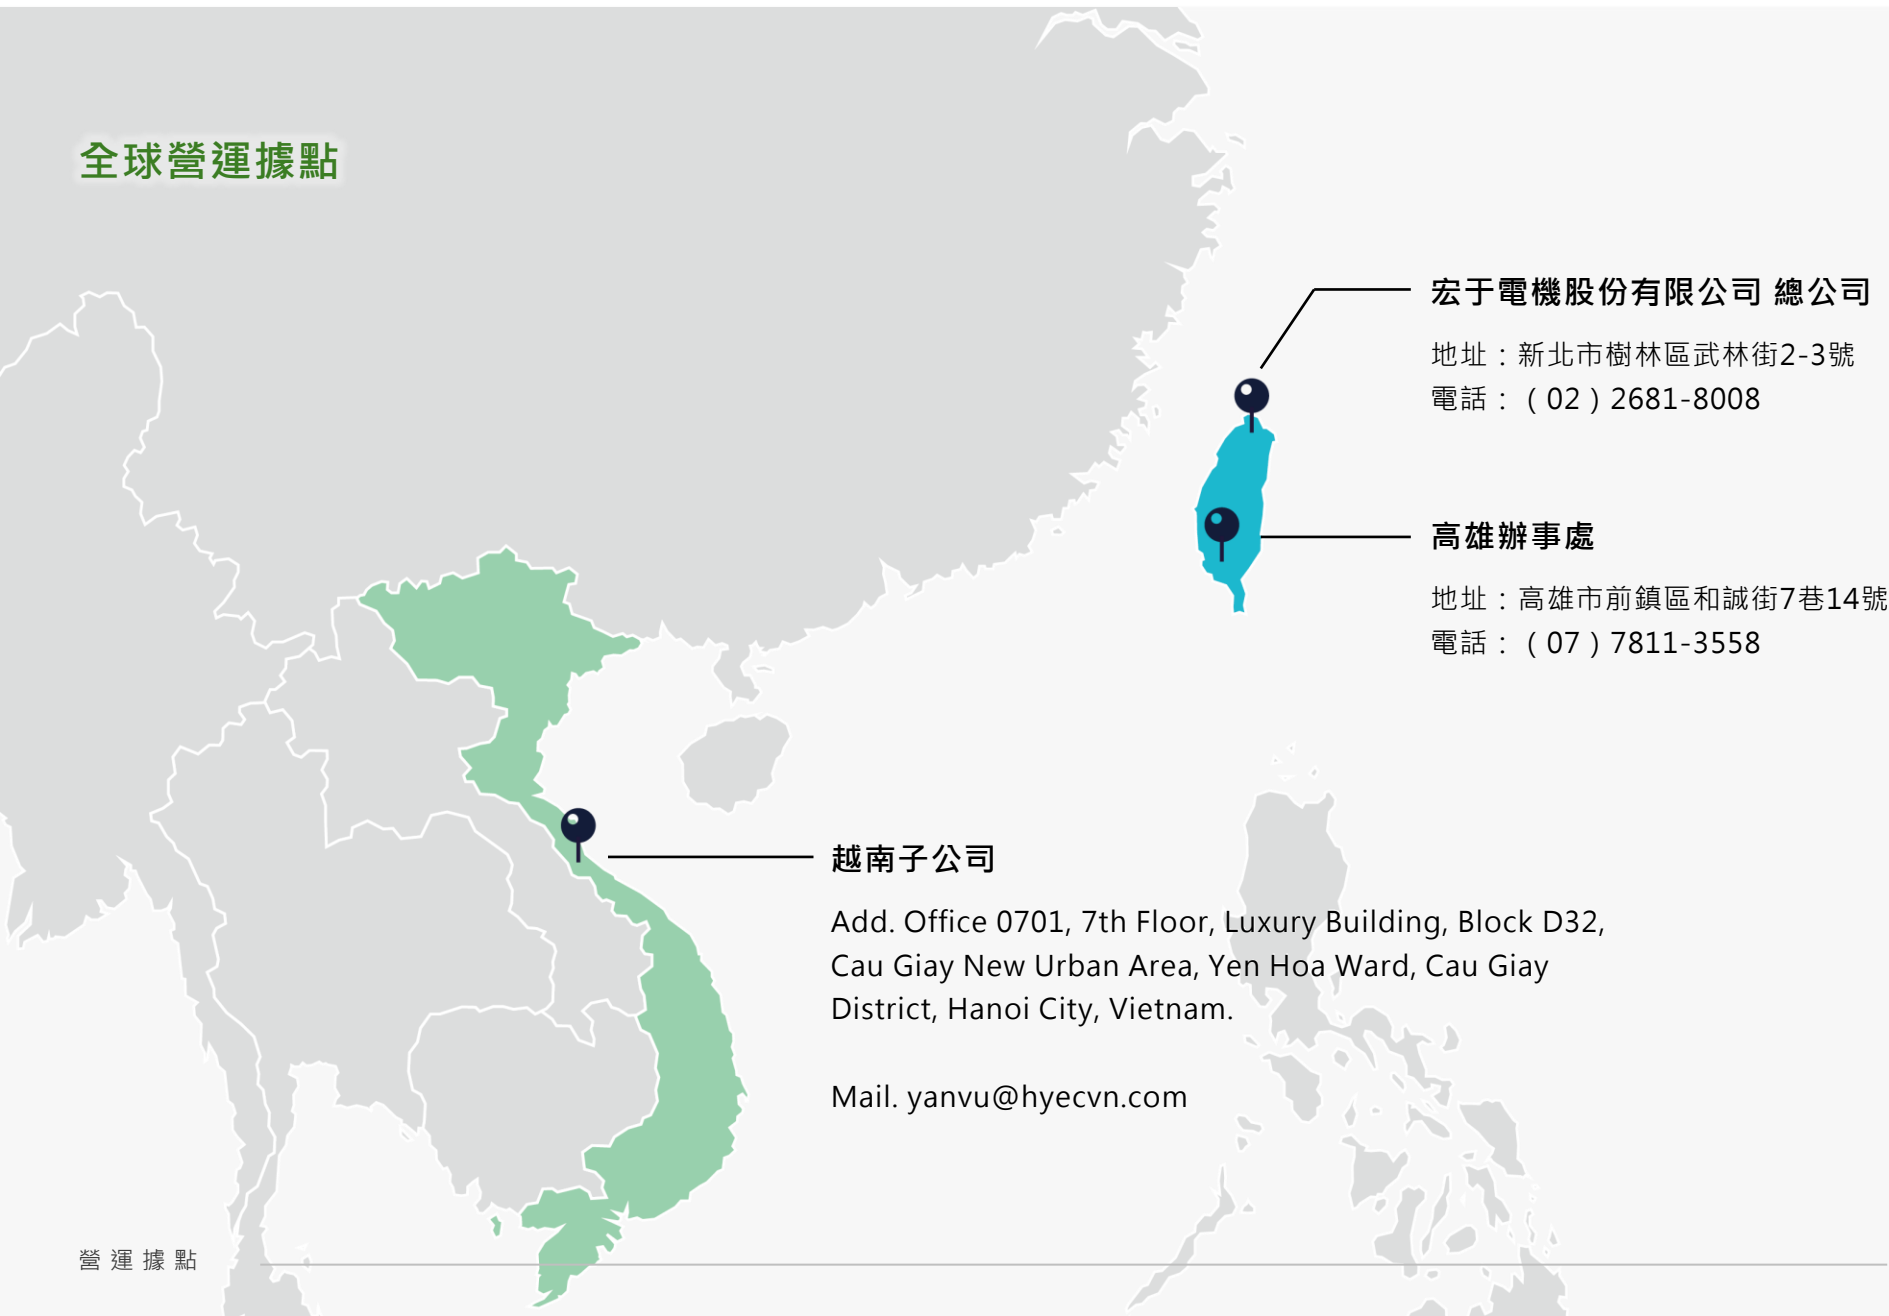 全球營運據點
宏于電機股份有限公司 總公司
地址：新北市樹林區武林街2-3號
電話：（02）2681-8008
高雄辦事處
地址：高雄市前鎮區和誠街7巷14號
電話：（07）7811-3558
越南子公司
Add. Office 0701, 7th Floor, Luxury Building, Block D32,
Cau Giay New Urban Area, Yen Hoa Ward, Cau Giay
District, Hanoi City, Vietnam.
Mail. yanvu@hyecvn.com
營運據點